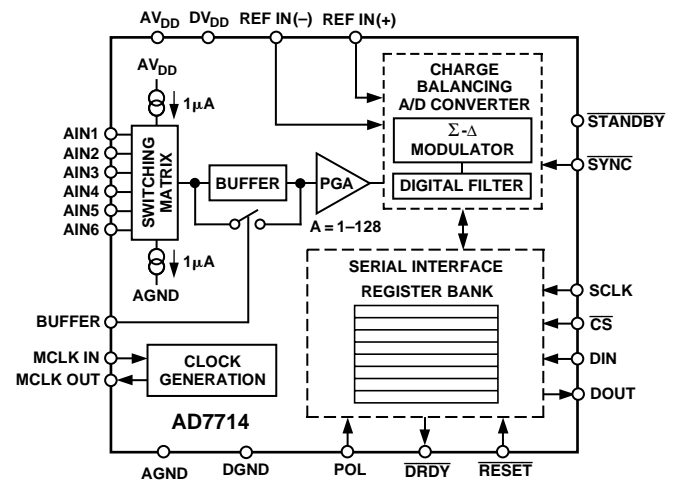 AVDD DVDD REF IN(–) REF IN(+)
AVDD
1µA
CHARGE
BALANCING
A/D CONVERTER
Σ-Δ
MODULATOR
DIGITAL FILTER
STANDBY
SYNC
AIN1
AIN2
AIN3
AIN4
AIN5
AIN6
SWITCHING
MATRIX
BUFFER
PGA
A = 1–128
1µA
AGND
BUFFER
SERIAL INTERFACE
REGISTER BANK
SCLK
CS
DIN
DOUT
MCLK IN
MCLK OUT
CLOCK
GENERATION
AD7714
AGND DGND POL DRDY RESET